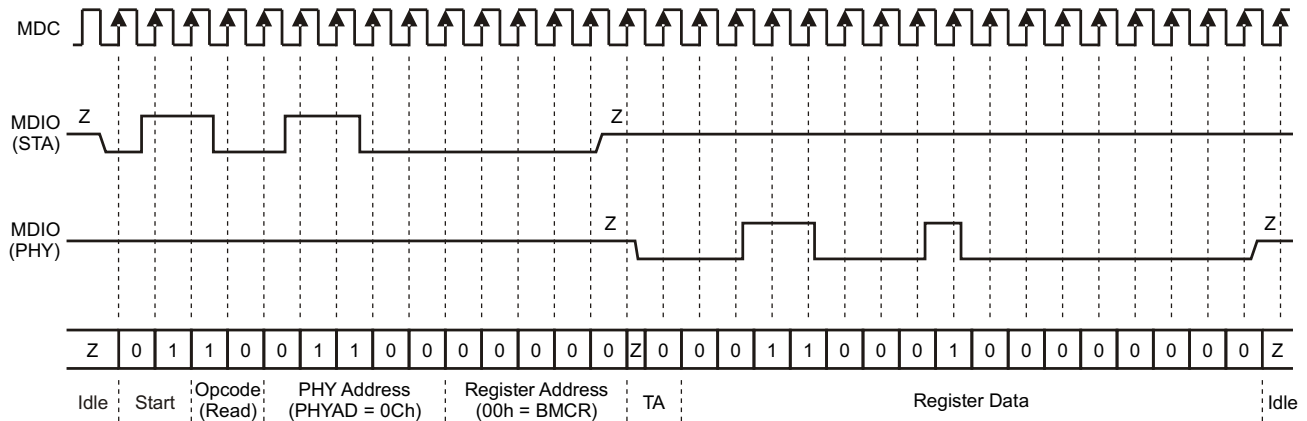 MDC
Z
Z
MDIO
(STA)
Z
Z
MDIO
(PHY)
Z 0 1 1 0 0 1 1 0 0 0 0 0 0 0 Z 0 0 0 1 1 0 0 0 1 0 0 0 0 0 0 0 0 Z
Idle Start Opcode (Read) PHY Address (PHYAD = 0Ch) Register Address (00h = BMCR) TA Register Data Idle